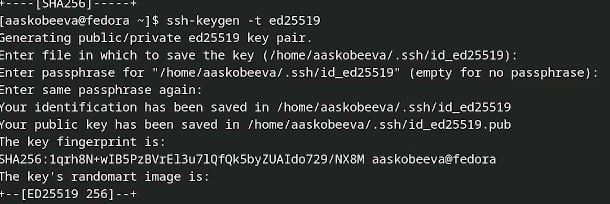 +----[SHA256]-----+
[aaskobeeva@fedora ~]$ ssh-keygen -t ed25519
Generating public/private ed25519 key pair.
Enter file in which to save the key (/home/aaskobeeva/.ssh/id_ed25519):
Enter passphrase for "/home/aaskobeeva/.ssh/id_ed25519" (empty for no passphrase):
Enter same passphrase again:
Your identification has been saved in /home/aaskobeeva/.ssh/id_ed25519
Your public key has been saved in /home/aaskobeeva/.ssh/id_ed25519.pub
The key fingerprint is:
SHA256:1qrh8N+wIB5PzBVrEl3u7lQfQk5byZUAIdo729/NX8M aaskobeeva@fedora
The key's randomart image is:
+--[ED25519 256]--+